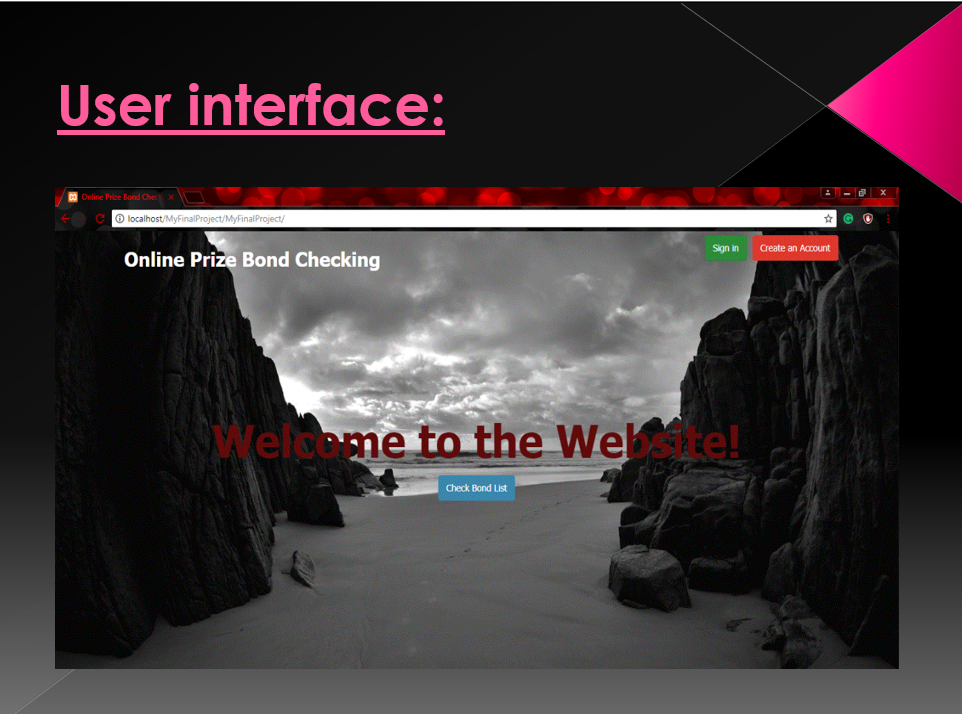 User interface:
Online Prize Bond Chec
localhost/MyFinalProject/MyFinalProject/
Sign in
Create an Account
Online Prize Bond Checking
Welcome to the Website!
Check Bond List